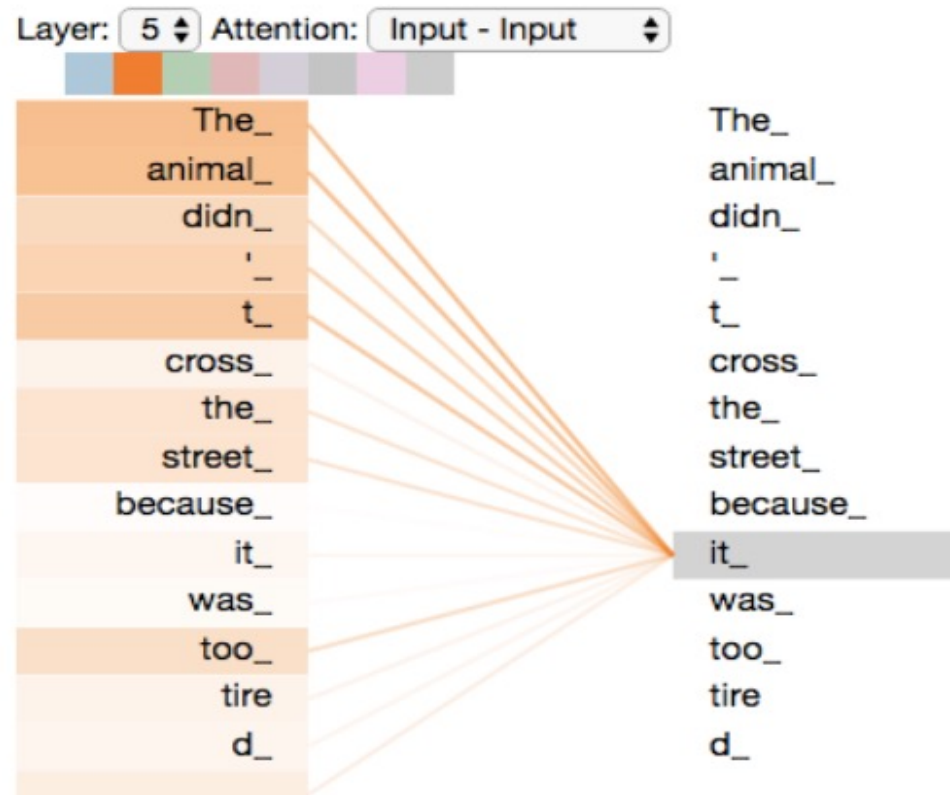 Layer: 5 Attention: Input - Input
The_ The_
animal_ animal_
didn_ didn_
'_ '_
t_ t_
cross_ cross_
the_ the_
street_ street_
because_ because_
it_ it_
was_ was_
too_ too_
tire tire
d_ d_